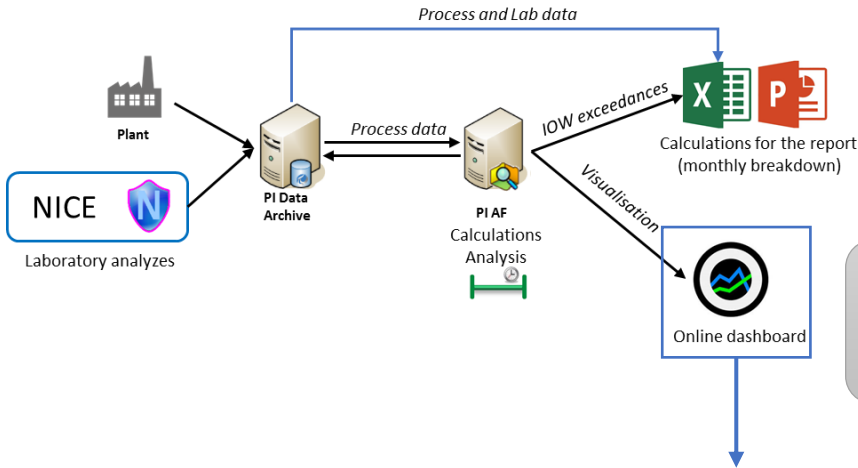 Process and Lab data
Plant
NICE
N
Laboratory analyzes
PI Data
Archive
Process data
PI AF
Calculations
Analysis
IOW exceedances
Visualisation
X
P
Calculations for the report
(monthly breakdown)
Online dashboard